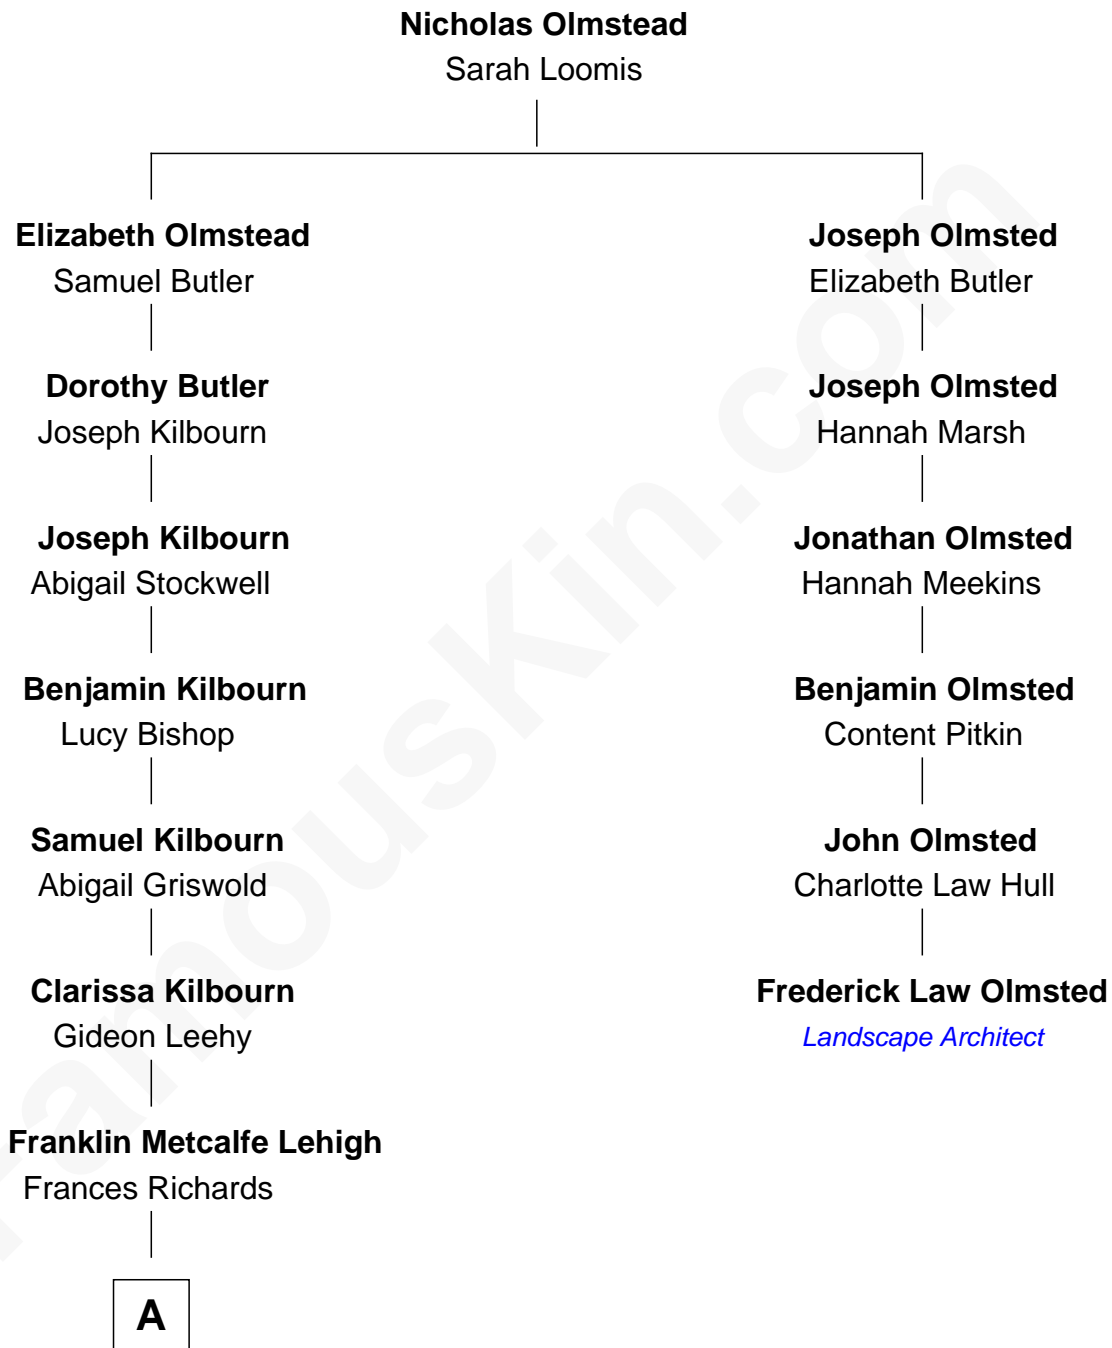 Nicholas Olmstead
Sarah Loomis
Elizabeth Olmstead
Samuel Butler
Dorothy Butler
Joseph Kilbourn
Joseph Kilbourn
Abigail Stockwell
Benjamin Kilbourn
Lucy Bishop
Samuel Kilbourn
Abigail Griswold
Clarissa Kilbourn
Gideon Leehy
Franklin Metcalfe Lehigh
Frances Richards
A
Joseph Olmsted
Elizabeth Butler
Joseph Olmsted
Hannah Marsh
Jonathan Olmsted
Hannah Meekins
Benjamin Olmsted
Content Pitkin
John Olmsted
Charlotte Law Hull
Frederick Law Olmsted
Landscape Architect
FamousKin.com